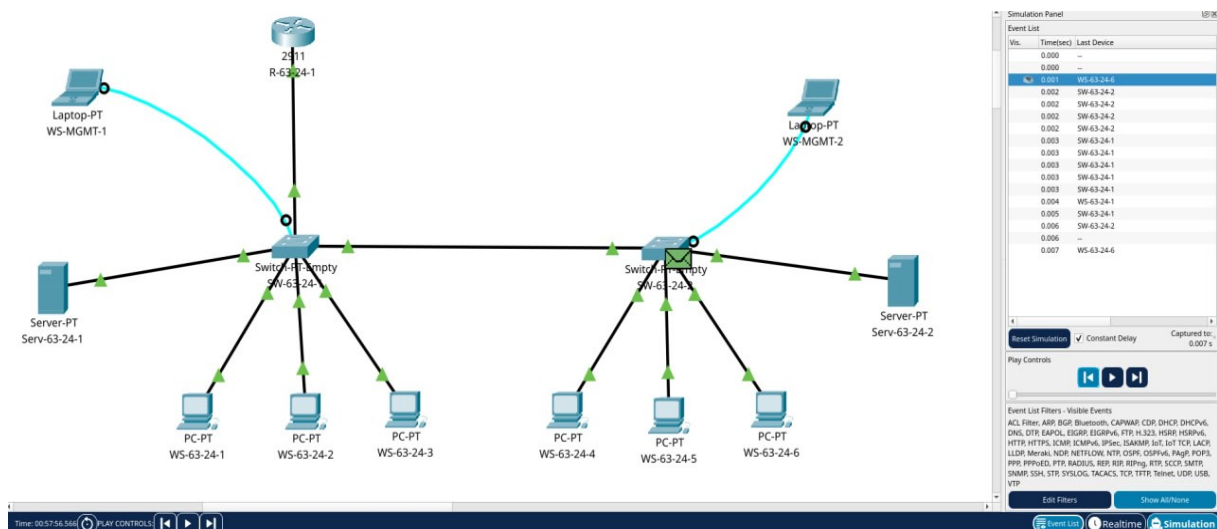 2911
R-63-24-1
Laptop-PT
WS-MGMT-1
Laptop-PT
WS-MGMT-2
Switch-PT-Empty
SW-63-24-
Switch-PT-Empty
SW-63-24-2
Server-PT
Serv-63-24-1
Server-PT
Serv-63-24-2
PC-PT
WS-63-24-1
PC-PT
WS-63-24-2
PC-PT
WS-63-24-3
PC-PT
WS-63-24-4
PC-PT
WS-63-24-5
PC-PT
WS-63-24-6
Simulation Panel
Event List
Vis. Time(sec) Last Device
0.000 --
0.000 --
0.001 WS-63-24-6
0.002 SW-63-24-2
0.002 SW-63-24-2
0.002 SW-63-24-2
0.002 SW-63-24-2
0.003 SW-63-24-1
0.003 SW-63-24-1
0.003 SW-63-24-1
0.003 SW-63-24-1
0.003 SW-63-24-1
0.004 WS-63-24-1
0.005 SW-63-24-1
0.006 SW-63-24-2
0.006 --
0.007 WS-63-24-6
Reset Simulation Constant Delay Captured to:
0.007 s
Play Controls
Event List Filters - Visible Events
ACL Filter, ARP, BGP, Bluetooth, CAPWAP, CDP, DHCP, DHCPv6,
DNS, DTP, EAPOL, EIGRP, EIGRPv6, FTP, H.323, HSRP, HSRPv6,
HTTP, HTTPS, ICMP, ICMPv6, IPSec, ISAKMP, IoT, IoT TCP, LACP,
LLDP, Meraki, NDP, NETFLOW, NTP, OSPF, OSPFv6, PAgP, POP3,
PPP, PPPoED, PTP, RADIUS, REP, RIP, RIPng, RTP, SCCP, SMTP,
SNMP, SSH, STP, SYSLOG, TACACS, TCP, TFTP, Telnet, UDP, USB,
VTP
Edit Filters Show All/None
Time: 00:57:56.566 PLAY CONTROLS: Event List Realtime Simulation